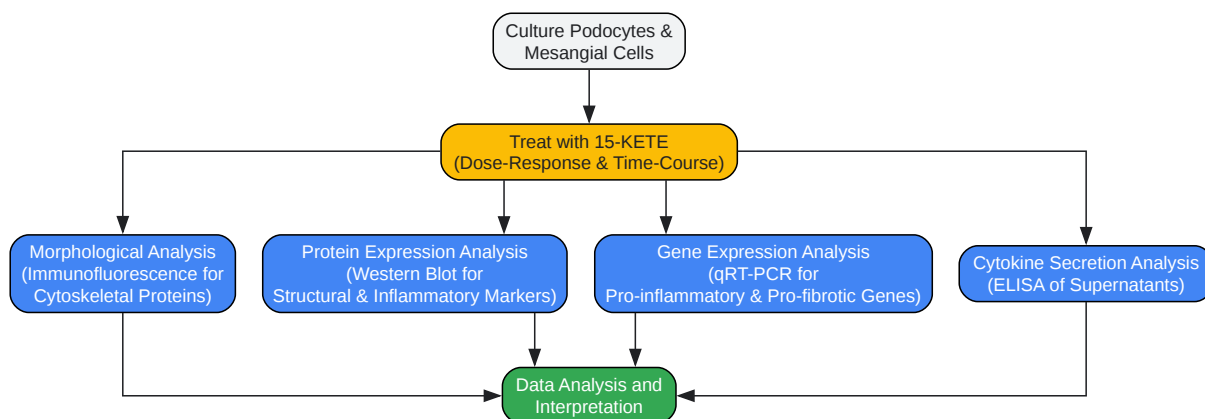 Culture Podocytes &
Mesangial Cells
Treat with 15-KETE
(Dose-Response & Time-Course)
Morphological Analysis
(Immunofluorescence for
Cytoskeletal Proteins)
Protein Expression Analysis
(Western Blot for
Structural & Inflammatory Markers)
Gene Expression Analysis
(qRT-PCR for
Pro-inflammatory & Pro-fibrotic Genes)
Cytokine Secretion Analysis
(ELISA of Supernatants)
Data Analysis and
Interpretation